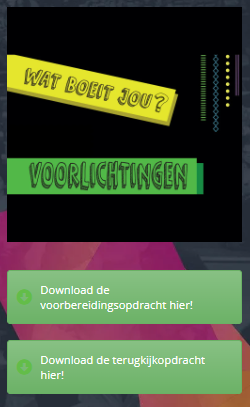 WAT BOEIT JOU?
VOORLICHTINGEN
Download de
voorbereidingsopdracht hier!
Download de terugkijkopdracht
hier!